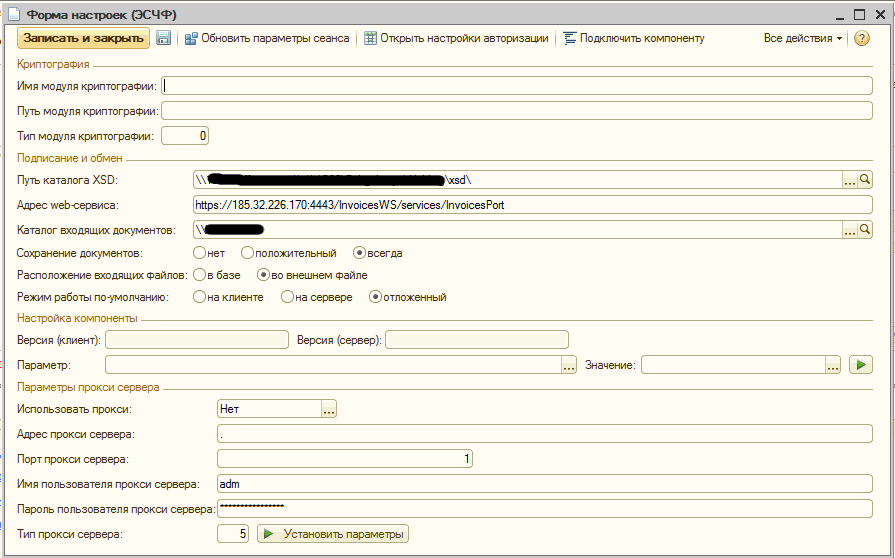 Форма настроек (ЭСЧФ)
Записать и закрыть Обновить параметры сеанса Открыть настройки авторизации Подключить компоненту Все действия ?
Криптография
Имя модуля криптографии:
Путь модуля криптографии:
Тип модуля криптографии: 0
Подписание и обмен
Путь каталога XSD: \\ \xsd\ ...
Адрес web-сервиса: https://185.32.226.170:4443/InvoicesWS/services/InvoicesPort
Каталог входящих документов: \\ ...
Сохранение документов: нет положительный всегда
Расположение входящих файлов: в базе во внешнем файле
Режим работы по-умолчанию: на клиенте на сервере отложенный
Настройка компоненты
Версия (клиент): Версия (сервер):
Параметр: ... Значение: ...
Параметры прокси сервера
Использовать прокси: Нет ...
Адрес прокси сервера: .
Порт прокси сервера: 1
Имя пользователя прокси сервера: adm
Пароль пользователя прокси сервера: ****************
Тип прокси сервера: 5 Установить параметры